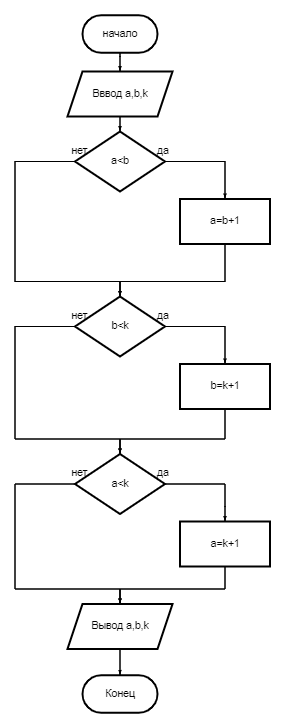 начало
Вввод a,b,k
нет
a<b
да
a=b+1
нет
b<k
да
b=k+1
нет
a<k
да
a=k+1
Вывод a,b,k
Конец